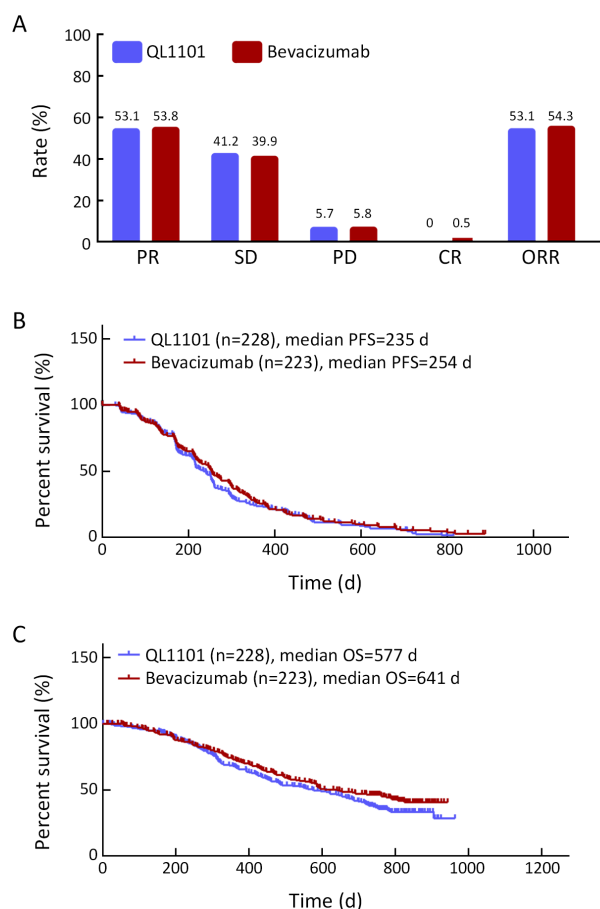 A
100
80
60
40
20
0
Rate (%)
QL1101
Bevacizumab
53.1
53.8
41.2
39.9
5.7
5.8
0
0.5
53.1
54.3
PR
SD
PD
CR
ORR
B
QL1101 (n=228), median PFS=235 d
Bevacizumab (n=223), median PFS=254 d
150
100
50
0
Percent survival (%)
0
200
400
600
800
1000
Time (d)
C
QL1101 (n=228), median OS=577 d
Bevacizumab (n=223), median OS=641 d
150
100
50
0
Percent survival (%)
0
200
400
600
800
1000
1200
Time (d)